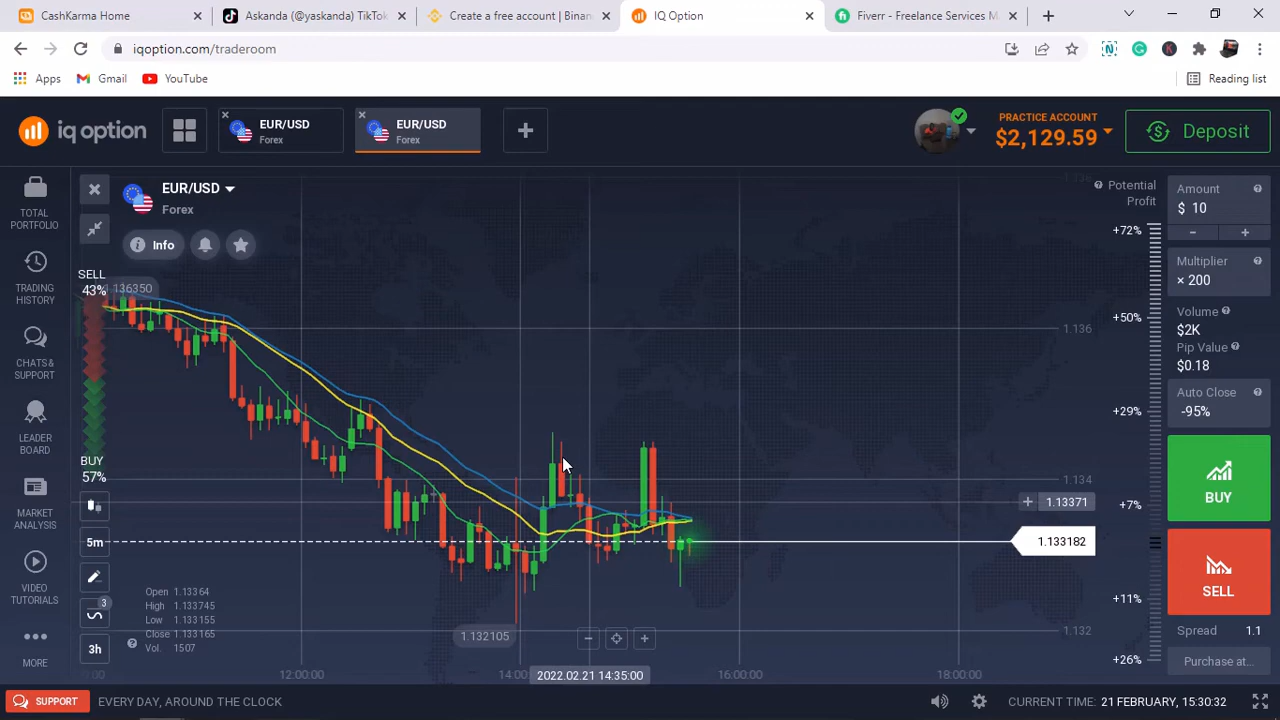 CashKarma Home
Askanda (@yaskanda) TikTok
Create a free account | Binan
IQ Option
Fiverr - Freelance Services M
iqoption.com/traderoom
Apps
Gmail
YouTube
Reading list
iq option
EUR/USD
Forex
EUR/USD
Forex
PRACTICE ACCOUNT
$2,129.59
Deposit
TOTAL
PORTFOLIO
TRADING
HISTORY
CHATS &
SUPPORT
LEADER
BOARD
MARKET
ANALYSIS
VIDEO
TUTORIALS
MORE
EUR/USD
Forex
Info
SELL
43%
1.136350
BUY
57%
5m
3
3h
Open 1.13364
High 1.133745
Low 1.133155
Close 1.133165
Vol. 1507
1.132105
12:00:00
14:00
2022.02.21 14:35:00
16:00:00
18:00:00
1.136
1.134
1.13371
1.133182
1.132
Potential
Profit
+72%
+50%
+29%
+7%
+11%
+26%
Amount
$ 10
Multiplier
× 200
Volume
$2K
Pip Value
$0.18
Auto Close
-95%
BUY
SELL
Spread 1.1
Purchase at...
SUPPORT
EVERY DAY, AROUND THE CLOCK
CURRENT TIME: 21 FEBRUARY, 15:30:32